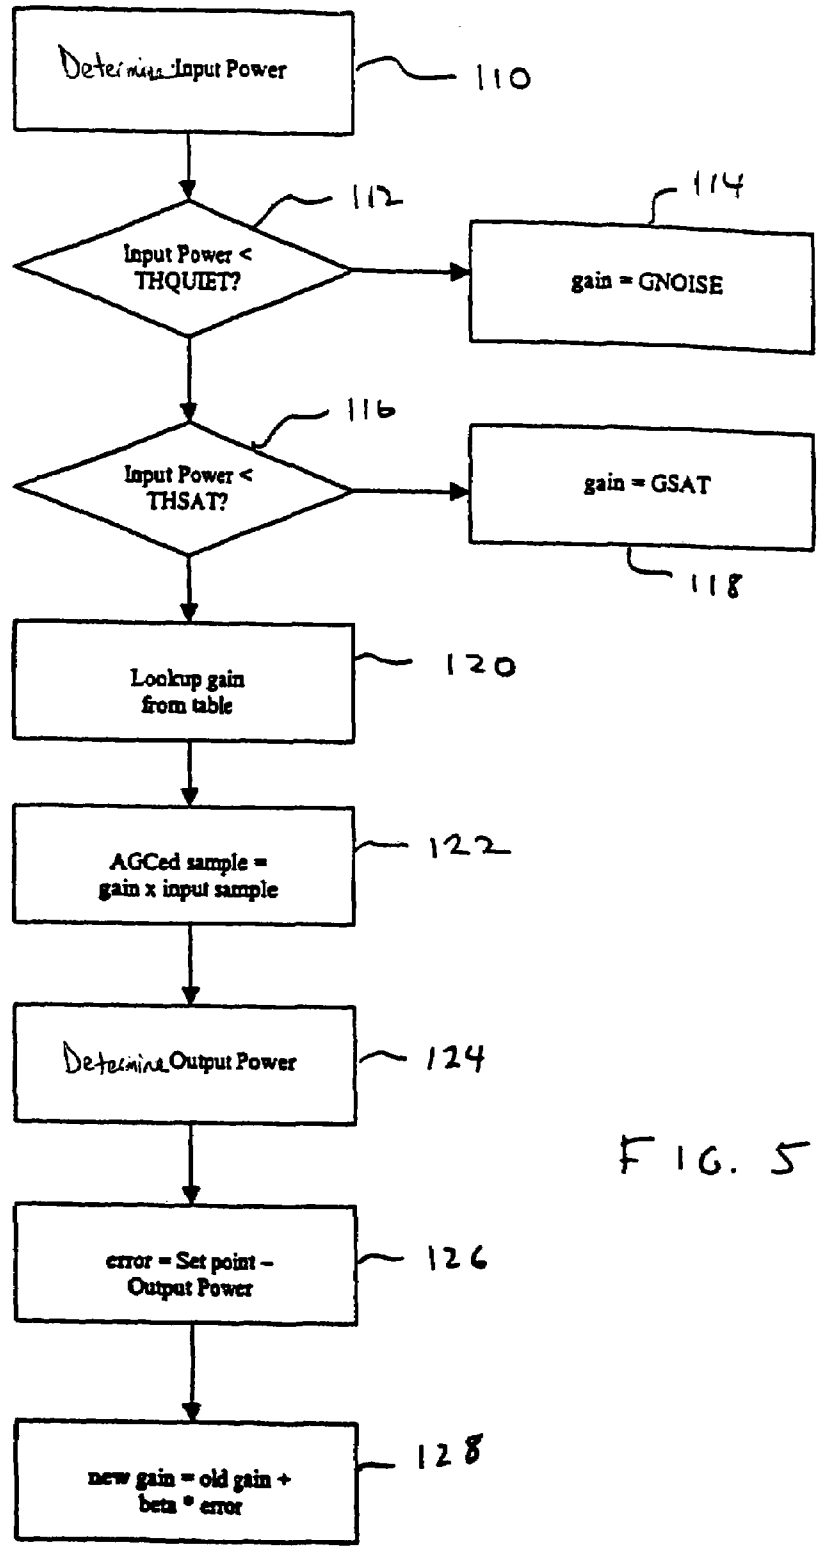 Determine Input Power
110
112
114
Input Power <
THQUIET?
gain = GNOISE
116
Input Power <
THSAT?
gain = GSAT
118
Lookup gain
from table
120
AGCed sample =
gain x input sample
122
Determine Output Power
124
FIG. 5
error = Set point –
Output Power
126
new gain = old gain +
beta * error
128